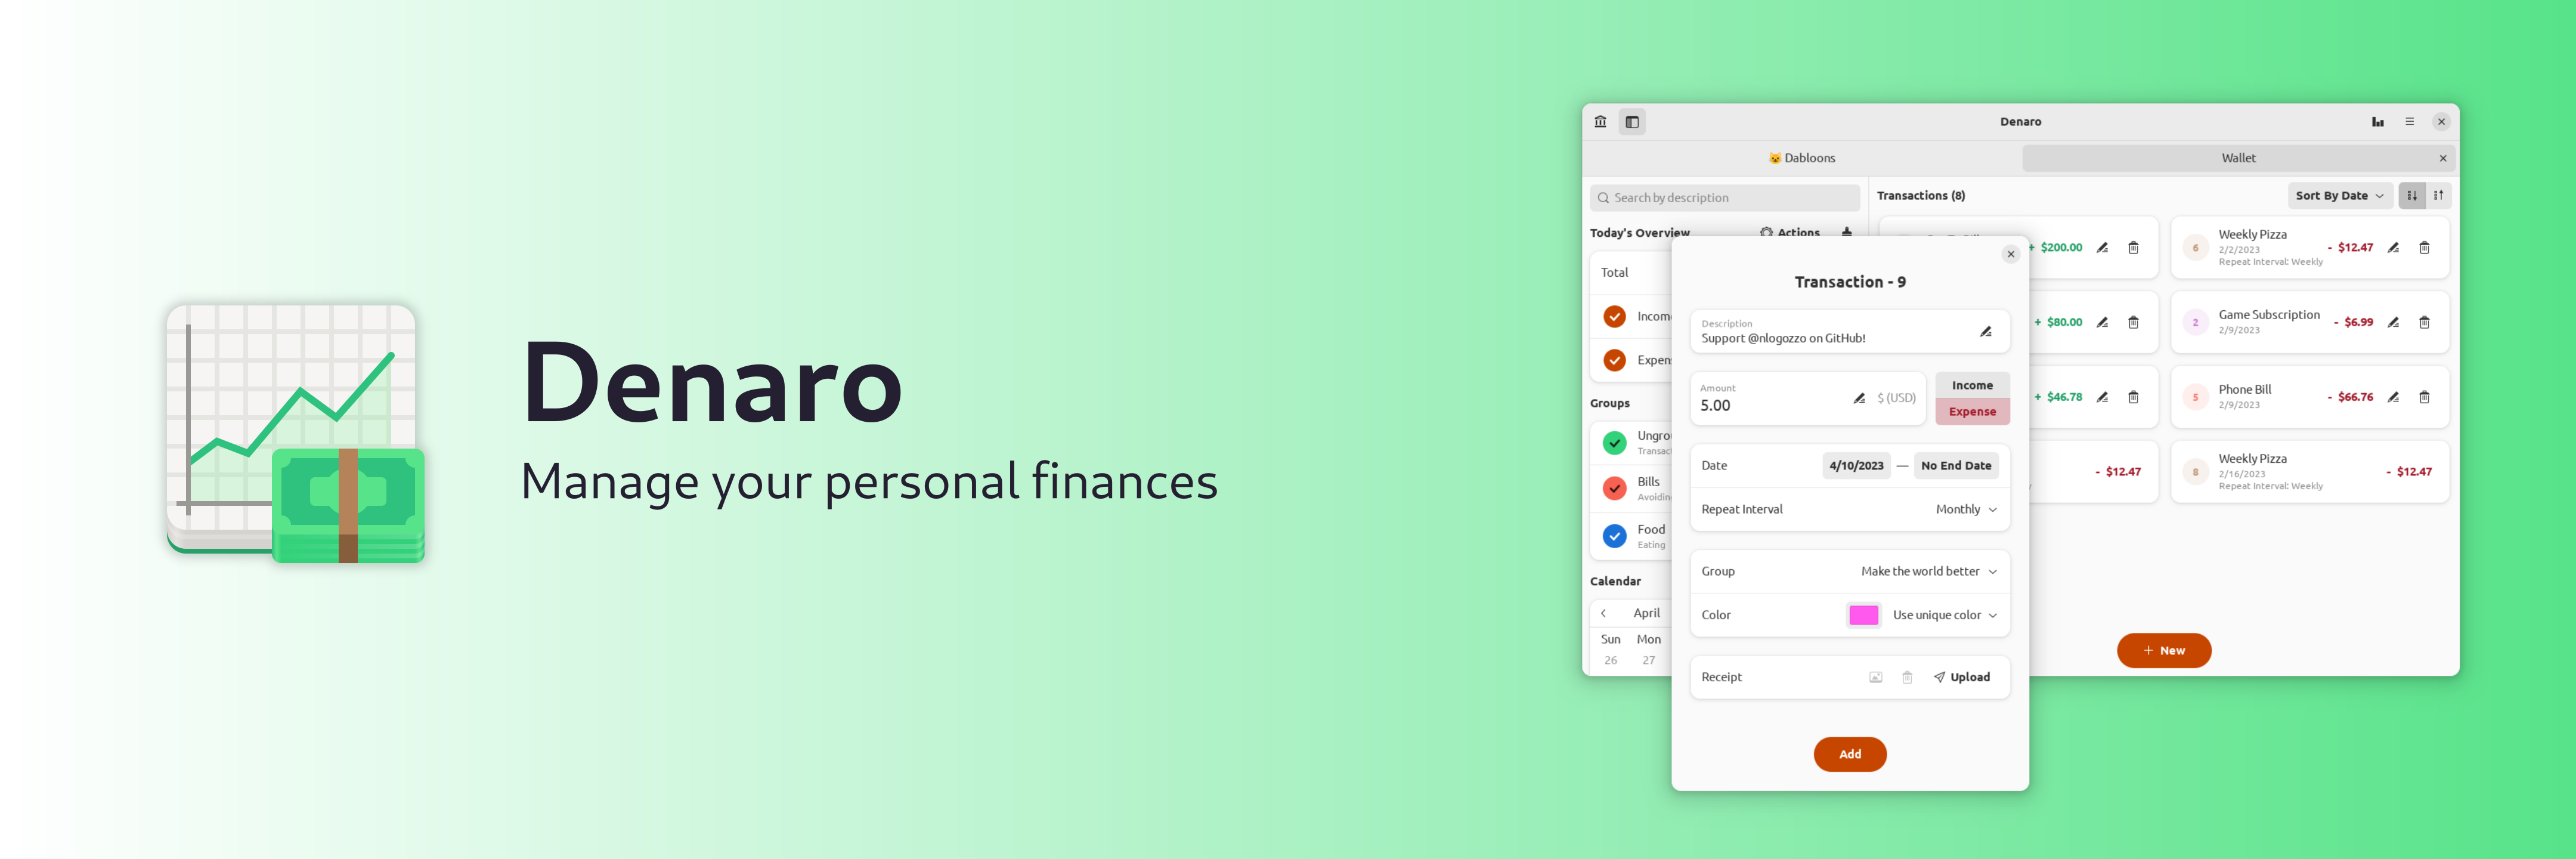 Denaro
Manage your personal finances
Denaro
😺 Dabloons
Wallet
Search by description
Today's Overview
Actions
Total
Groups
Bills
Food
Eating
Calendar
April
Sun Mon
26 27
Transactions (8)
Sort By Date
+ $200.00
6
Weekly Pizza
2/2/2023
Repeat Interval: Weekly
- $12.47
+ $80.00
2
Game Subscription
2/9/2023
- $6.99
+ $46.78
5
Phone Bill
2/9/2023
- $66.76
- $12.47
8
Weekly Pizza
2/16/2023
Repeat Interval: Weekly
- $12.47
+ New
Transaction - 9
Description
Support @nlogozzo on GitHub!
Amount
5.00
$ (USD)
Income
Expense
Date
4/10/2023 — No End Date
Repeat Interval
Monthly
Group
Make the world better
Color
Use unique color
Receipt
Upload
Add